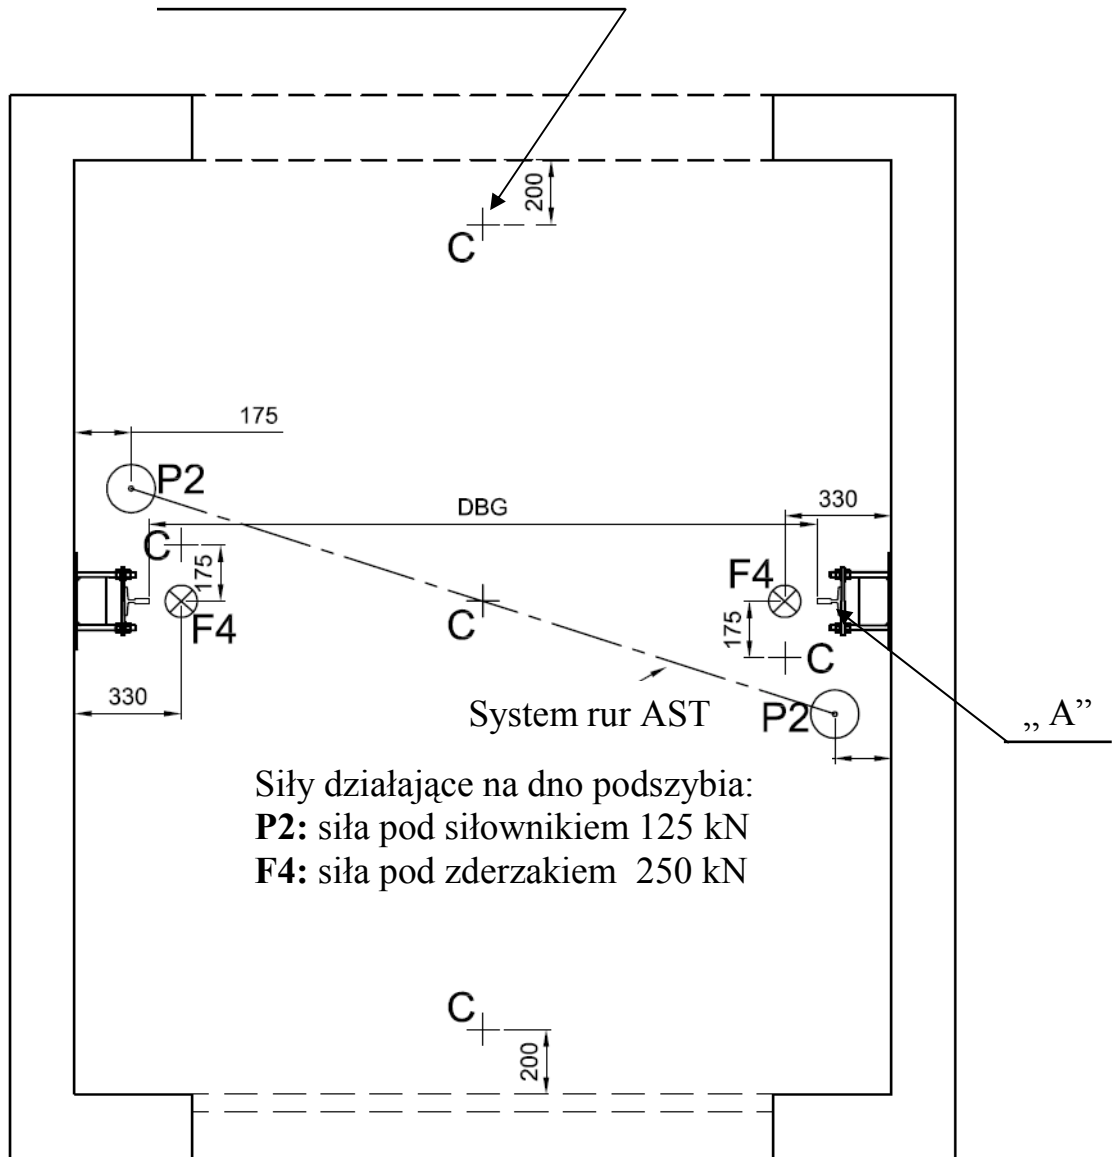 200
C
175
P2
DBG
330
C
175
F4
F4
C
175
C
330
System rur AST
P2
„ A”
Siły działające na dno podszybia:
P2: siła pod siłownikiem 125 kN
F4: siła pod zderzakiem 250 kN
C
200